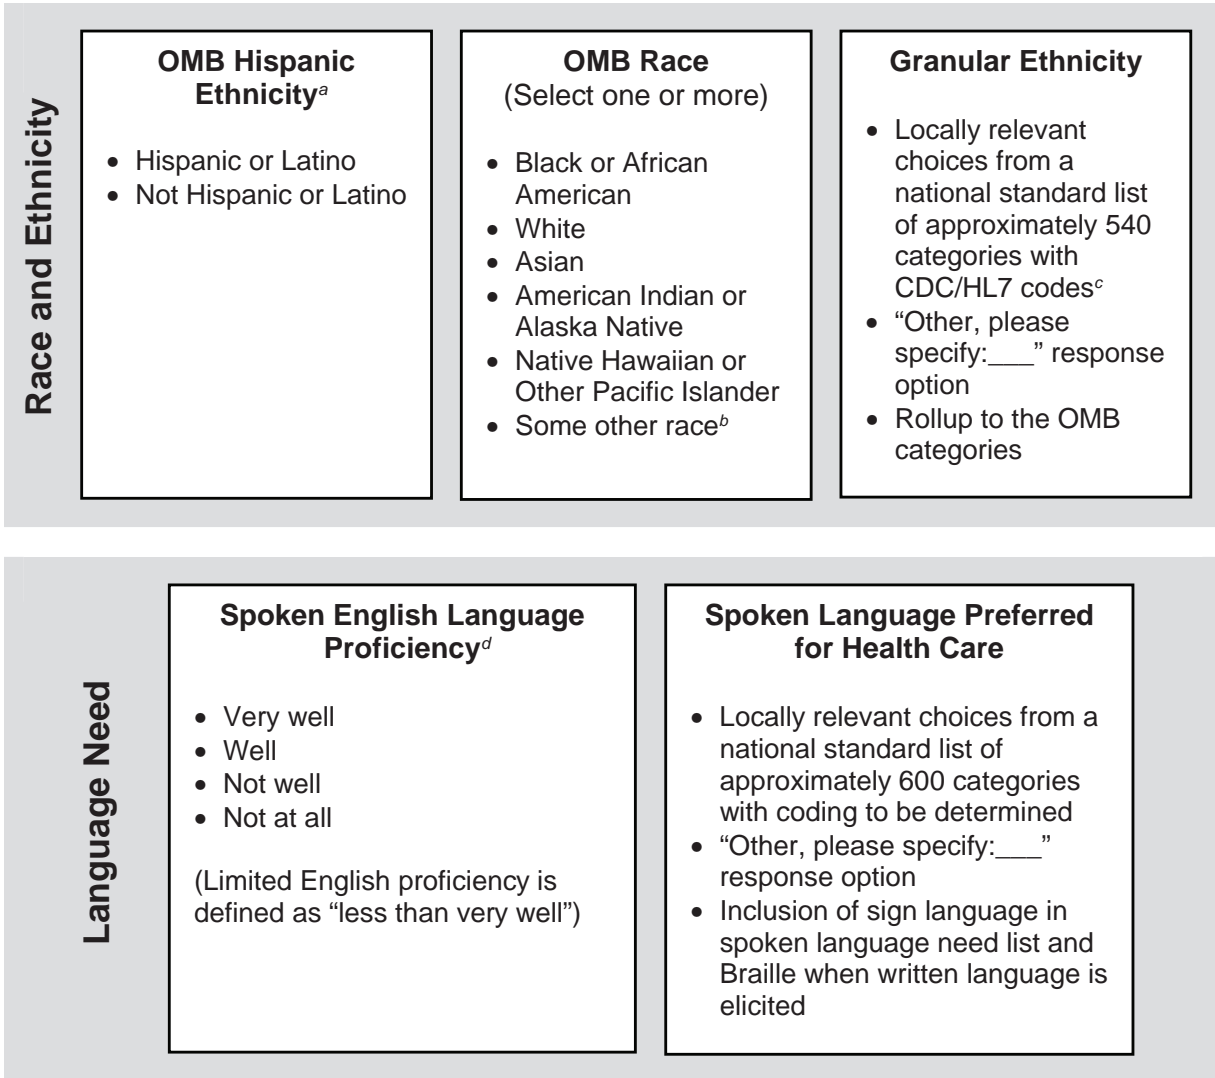 Race and Ethnicity
OMB Hispanic
Ethnicityᵃ
• Hispanic or Latino
• Not Hispanic or Latino
OMB Race
(Select one or more)
• Black or African
American
• White
• Asian
• American Indian or
Alaska Native
• Native Hawaiian or
Other Pacific Islander
• Some other raceᵇ
Granular Ethnicity
• Locally relevant
choices from a
national standard list
of approximately 540
categories with
CDC/HL7 codesᶜ
• “Other, please
specify:___” response
option
• Rollup to the OMB
categories
Language Need
Spoken English Language
Proficiencyᵈ
• Very well
• Well
• Not well
• Not at all
(Limited English proficiency is
defined as “less than very well”)
Spoken Language Preferred
for Health Care
• Locally relevant choices from a
national standard list of
approximately 600 categories
with coding to be determined
• “Other, please specify:___”
response option
• Inclusion of sign language in
spoken language need list and
Braille when written language is
elicited